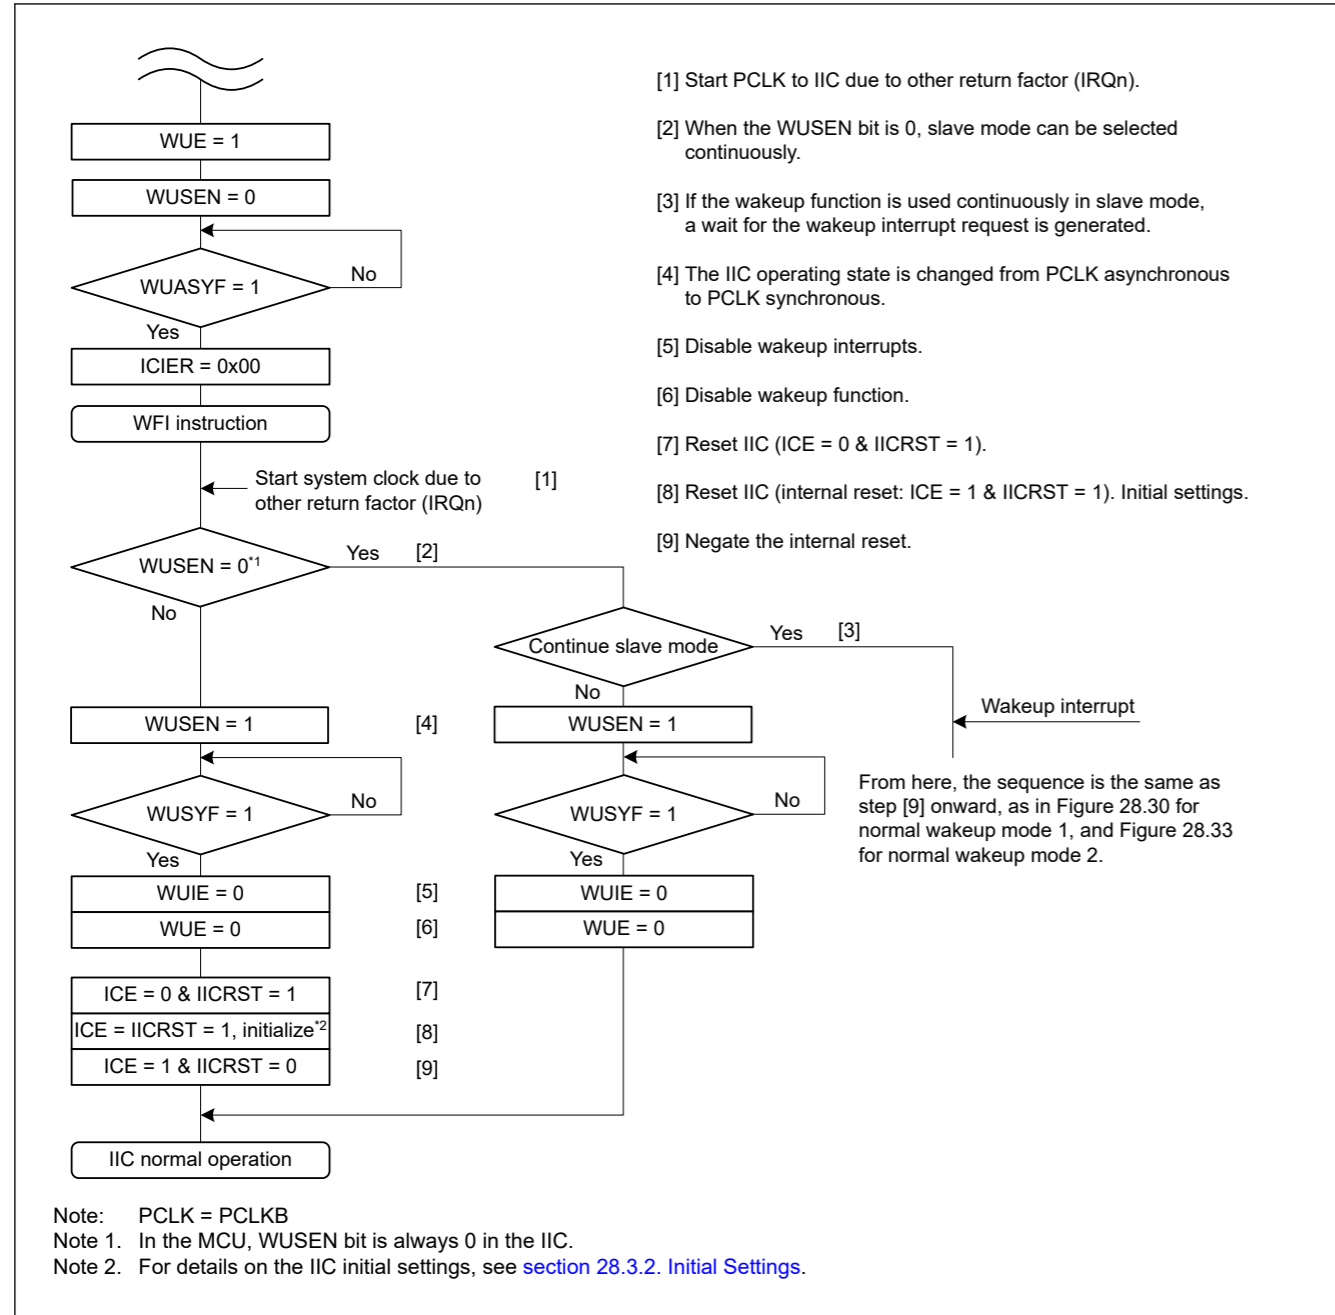 WUE = 1
WUSEN = 0
WUASYF = 1
No
Yes
ICIER = 0x00
WFI instruction
Start system clock due to
other return factor (IRQn)
[1]
WUSEN = 0*1
Yes
[2]
No
Continue slave mode
Yes
[3]
No
Wakeup interrupt
WUSEN = 1
[4]
WUSEN = 1
From here, the sequence is the same as
step [9] onward, as in Figure 28.30 for
normal wakeup mode 1, and Figure 28.33
for normal wakeup mode 2.
WUSYF = 1
No
Yes
WUSYF = 1
No
Yes
WUIE = 0
[5]
WUIE = 0
WUE = 0
[6]
WUE = 0
ICE = 0 & IICRST = 1
[7]
ICE = IICRST = 1, initialize*2
[8]
ICE = 1 & IICRST = 0
[9]
IIC normal operation
[1] Start PCLK to IIC due to other return factor (IRQn).
[2] When the WUSEN bit is 0, slave mode can be selected
continuously.
[3] If the wakeup function is used continuously in slave mode,
a wait for the wakeup interrupt request is generated.
[4] The IIC operating state is changed from PCLK asynchronous
to PCLK synchronous.
[5] Disable wakeup interrupts.
[6] Disable wakeup function.
[7] Reset IIC (ICE = 0 & IICRST = 1).
[8] Reset IIC (internal reset: ICE = 1 & IICRST = 1). Initial settings.
[9] Negate the internal reset.
Note: PCLK = PCLKB
Note 1. In the MCU, WUSEN bit is always 0 in the IIC.
Note 2. For details on the IIC initial settings, see section 28.3.2. Initial Settings.